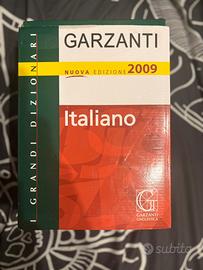 I GRANDI DIZIONARI
GARZANTI
NUOVA EDIZIONE 2009
Italiano
GARZANTI
LINGUISTICA
subito